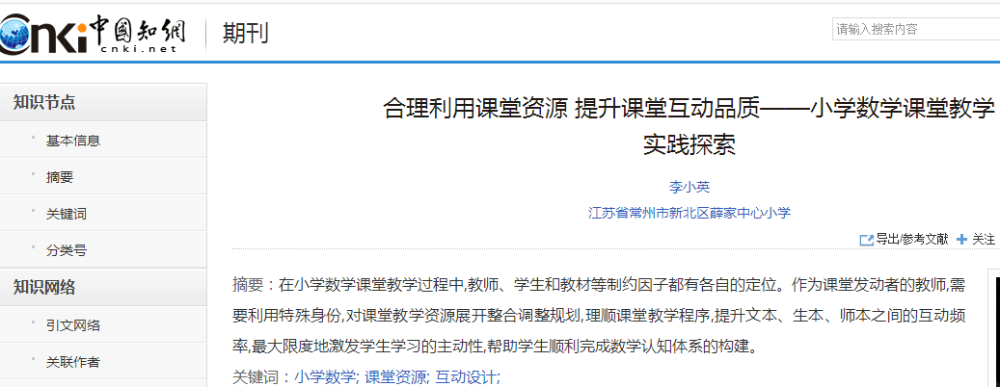 Cnki 中國知網
cnki.net
期刊
请输入搜索内容
知识节点
基本信息
摘要
关键词
分类号
知识网络
引文网络
关联作者
合理利用课堂资源 提升课堂互动品质——小学数学课堂教学
实践探索
李小英
江苏省常州市新北区薛家中心小学
导出/参考文献 关注
摘要：在小学数学课堂教学过程中,教师、学生和教材等制约因子都有各自的定位。作为课堂发动者的教师,需
要利用特殊身份,对课堂教学资源展开整合调整规划,理顺课堂教学程序,提升文本、生本、师本之间的互动频
率,最大限度地激发学生学习的主动性,帮助学生顺利完成数学认知体系的构建。
关键词：小学数学; 课堂资源; 互动设计;